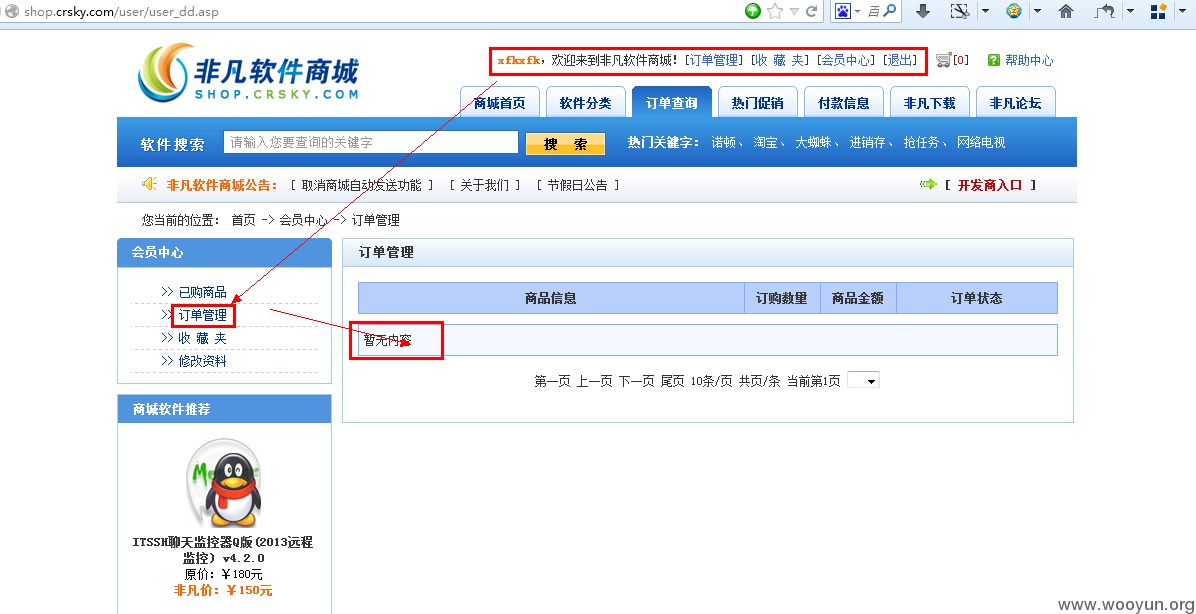 shop.crsky.com/user/user_dd.asp
非凡软件商城
SHOP.CRSKY.COM
xfkxfk, 欢迎来到非凡软件商城! [订单管理] [收 藏 夹] [会员中心] [退出] [0] 帮助中心
商城首页 软件分类 订单查询 热门促销 付款信息 非凡下载 非凡论坛
软件搜索 请输入您要查询的关键字 搜 索 热门关键字: 诺顿、 淘宝、 大蜘蛛、 进销存、 抢任务、 网络电视
非凡软件商城公告: [ 取消商城自动发送功能 ] [ 关于我们 ] [ 节假日公告 ] [ 开发商入口 ]
您当前的位置: 首页 -> 会员中心 -> 订单管理
会员中心
>> 已购商品
>> 订单管理
>> 收 藏 夹
>> 修改资料
订单管理
商品信息 订购数量 商品金额 订单状态
暂无内容
第一页 上一页 下一页 尾页 10条/页 共页/条 当前第1页
商城软件推荐
ITSSH聊天监控器Q版(2013远程
监控) v4.2.0
原价: ¥180元
非凡价: ¥150元
www.wooyun.org